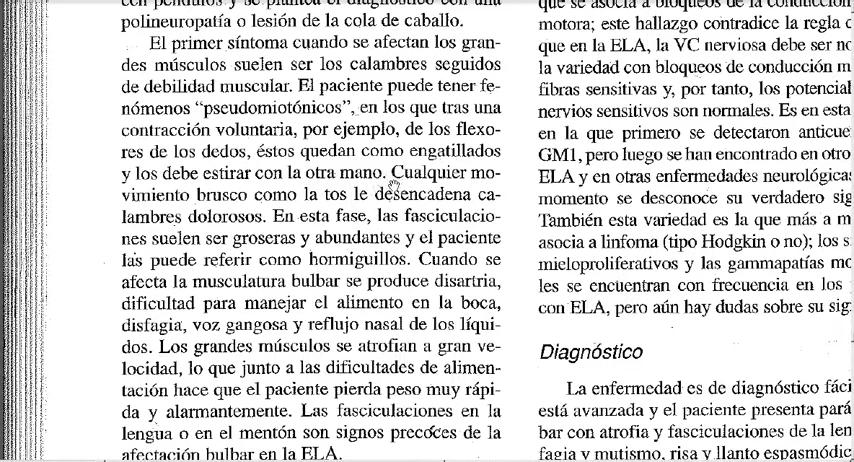 cen péndulos y se plantea el diagnóstico con una
polineuropatía o lesión de la cola de caballo.
El primer síntoma cuando se afectan los gran-
des músculos suelen ser los calambres seguidos
de debilidad muscular. El paciente puede tener fe-
nómenos “pseudomiotónicos”, en los que tras una
contracción voluntaria, por ejemplo, de los flexo-
res de los dedos, éstos quedan como engatillados
y los debe estirar con la otra mano. Cualquier mo-
vimiento brusco como la tos le desencadena ca-
lambres dolorosos. En esta fase, las fasciculacio-
nes suelen ser groseras y abundantes y el paciente
las puede referir como hormiguillos. Cuando se
afecta la musculatura bulbar se produce disartria,
dificultad para manejar el alimento en la boca,
disfagia, voz gangosa y reflujo nasal de los líqui-
dos. Los grandes músculos se atrofian a gran ve-
locidad, lo que junto a las dificultades de alimen-
tación hace que el paciente pierda peso muy rápi-
da y alarmantemente. Las fasciculaciones en la
lengua o en el mentón son signos precoces de la
afectación bulbar en la ELA.
que se asocia a bloqueos de la conducción
motora; este hallazgo contradice la regla
que en la ELA, la VC nerviosa debe ser
la variedad con bloqueos de conducción
fibras sensitivas y, por tanto, los potencial
nervios sensitivos son normales. Es en esta
en la que primero se detectaron anticue
GM1, pero luego se han encontrado en otro
ELA y en otras enfermedades neurológicas
momento se desconoce su verdadero sig
También esta variedad es la que más a m
asocia a linfoma (tipo Hodgkin o no); los
mieloproliferativos y las gammapatías mo
les se encuentran con frecuencia en los
con ELA, pero aún hay dudas sobre su sig
Diagnóstico
La enfermedad es de diagnóstico fáci
está avanzada y el paciente presenta pará
bar con atrofia y fasciculaciones de la len
fagia y mutismo, risa y llanto espasmódic